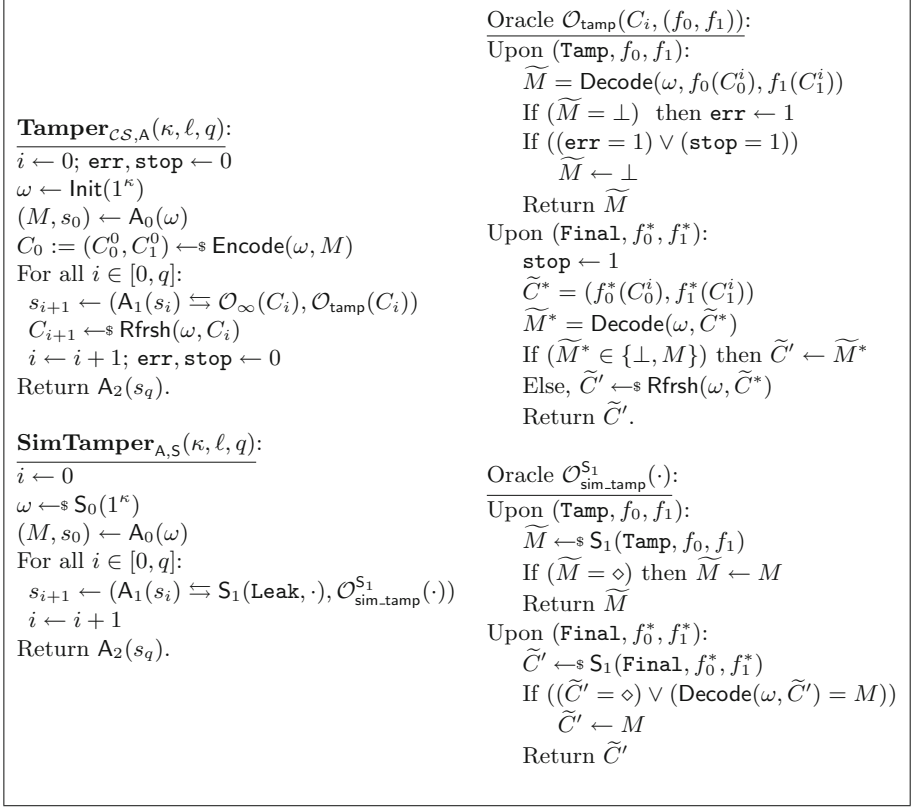 Tamper_{CS,A}(κ, ℓ, q):
i ← 0; err, stop ← 0
ω ← Init(1^κ)
(M, s_0) ← A_0(ω)
C_0 := (C_0^0, C_1^0) ←$ Encode(ω, M)
For all i ∈ [0, q]:
s_{i+1} ← (A_1(s_i) ⇆ O_∞(C_i), O_tamp(C_i))
C_{i+1} ←$ Rfrsh(ω, C_i)
i ← i + 1; err, stop ← 0
Return A_2(s_q).
SimTamper_{A,S}(κ, ℓ, q):
i ← 0
ω ←$ S_0(1^κ)
(M, s_0) ← A_0(ω)
For all i ∈ [0, q]:
s_{i+1} ← (A_1(s_i) ⇆ S_1(Leak, ·), O_{sim_tamp}^{S_1}(·))
i ← i + 1
Return A_2(s_q).
Oracle O_tamp(C_i, (f_0, f_1)):
Upon (Tamp, f_0, f_1):
M̃ = Decode(ω, f_0(C_0^i), f_1(C_1^i))
If (M̃ = ⊥) then err ← 1
If ((err = 1) ∨ (stop = 1))
M̃ ← ⊥
Return M̃
Upon (Final, f_0^*, f_1^*):
stop ← 1
C̃^* = (f_0^*(C_0^i), f_1^*(C_1^i))
M̃^* = Decode(ω, C̃^*)
If (M̃^* ∈ {⊥, M}) then C̃′ ← M̃^*
Else, C̃′ ←$ Rfrsh(ω, C̃^*)
Return C̃′.
Oracle O_{sim_tamp}^{S_1}(·):
Upon (Tamp, f_0, f_1):
M̃ ←$ S_1(Tamp, f_0, f_1)
If (M̃ = ⋄) then M̃ ← M
Return M̃
Upon (Final, f_0^*, f_1^*):
C̃′ ←$ S_1(Final, f_0^*, f_1^*)
If ((C̃′ = ⋄) ∨ (Decode(ω, C̃′) = M))
C̃′ ← M
Return C̃′